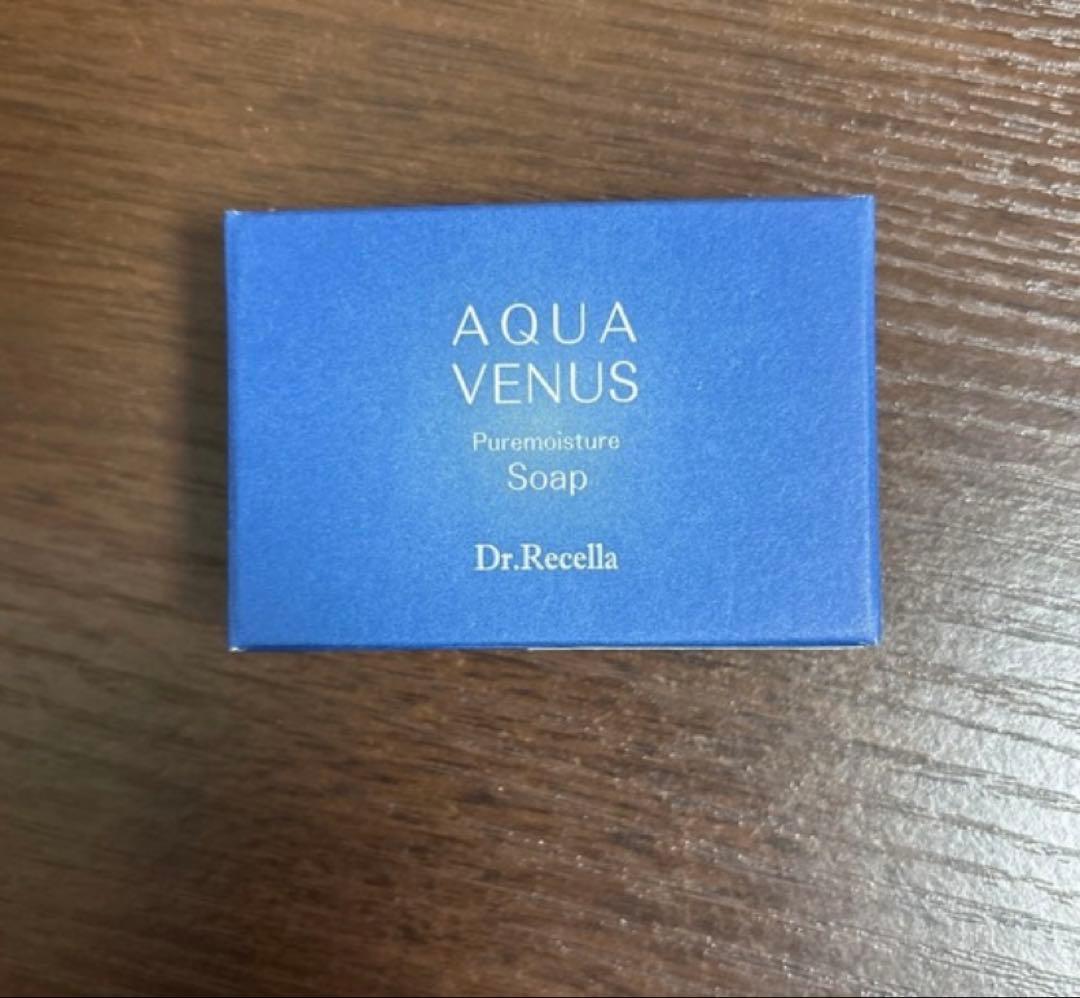 AQUA
VENUS
Puremoisture
Soap
Dr.Recella